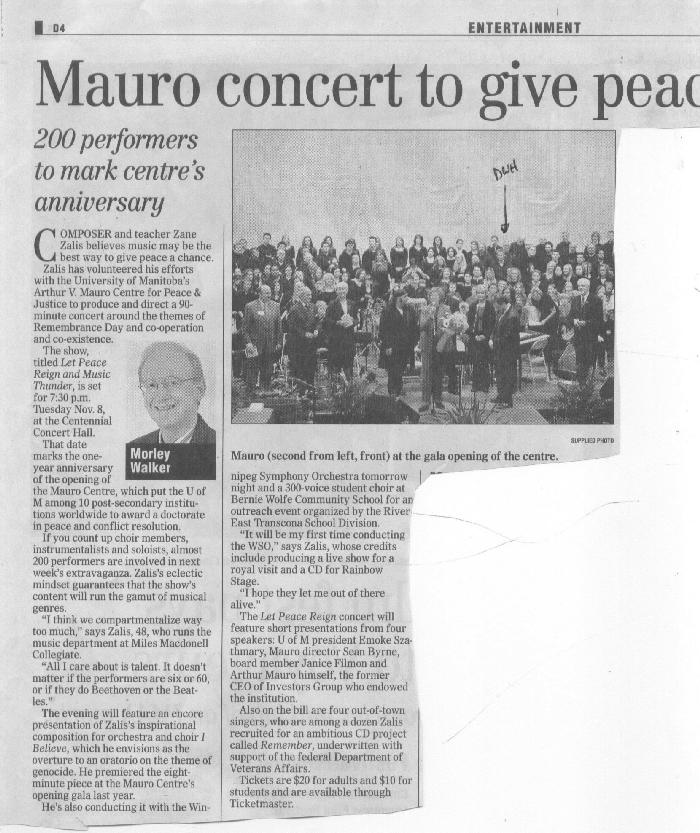 D4
ENTERTAINMENT
Mauro concert to give peac
200 performers
to mark centre's
anniversary
COMPOSER and teacher Zane
Zalis believes music may be the
best way to give peace a chance.
Zalis has volunteered his efforts
with the University of Manitoba's
Arthur V. Mauro Centre for Peace &
Justice to produce and direct a 90-
minute concert around the themes of
Remembrance Day and co-operation
and co-existence.
The show,
titled Let Peace
Reign and Music
Thunder, is set
for 7:30 p.m.
Tuesday Nov. 8,
at the Centennial
Concert Hall.
That date
marks the one-
year anniversary
of the opening of
the Mauro Centre, which put the U of
M among 10 post-secondary institu-
tions worldwide to award a doctorate
in peace and conflict resolution.
If you count up choir members,
instrumentalists and soloists, almost
200 performers are involved in next
week's extravaganza. Zalis's eclectic
mindset guarantees that the show's
content will run the gamut of musical
genres.
"I think we compartmentalize way
too much," says Zalis, 48, who runs the
music department at Miles Macdonell
Collegiate.
"All I care about is talent. It doesn't
matter if the performers are six or 60,
or if they do Beethoven or the Beat-
les."
The evening will feature an encore
presentation of Zalis's inspirational
composition for orchestra and choir I
Believe, which he envisions as the
overture to an oratorio on the theme of
genocide. He premiered the eight-
minute piece at the Mauro Centre's
opening gala last year.
He's also conducting it with the Win-
Morley
Walker
DWH
SUPPLIED PHOTO
Mauro (second from left, front) at the gala opening of the centre.
nipeg Symphony Orchestra tomorrow
night and a 300-voice student choir at
Bernie Wolfe Community School for an
outreach event organized by the River
East Transcona School Division.
"It will be my first time conducting
the WSO," says Zalis, whose credits
include producing a live show for a
royal visit and a CD for Rainbow
Stage.
"I hope they let me out of there
alive."
The Let Peace Reign concert will
feature short presentations from four
speakers: U of M president Emoke Sza-
thmary, Mauro director Sean Byrne,
board member Janice Filmon and
Arthur Mauro himself, the former
CEO of Investors Group who endowed
the institution.
Also on the bill are four out-of-town
singers, who are among a dozen Zalis
recruited for an ambitious CD project
called Remember, underwritten with
support of the federal Department of
Veterans Affairs.
Tickets are $20 for adults and $10 for
students and are available through
Ticketmaster.